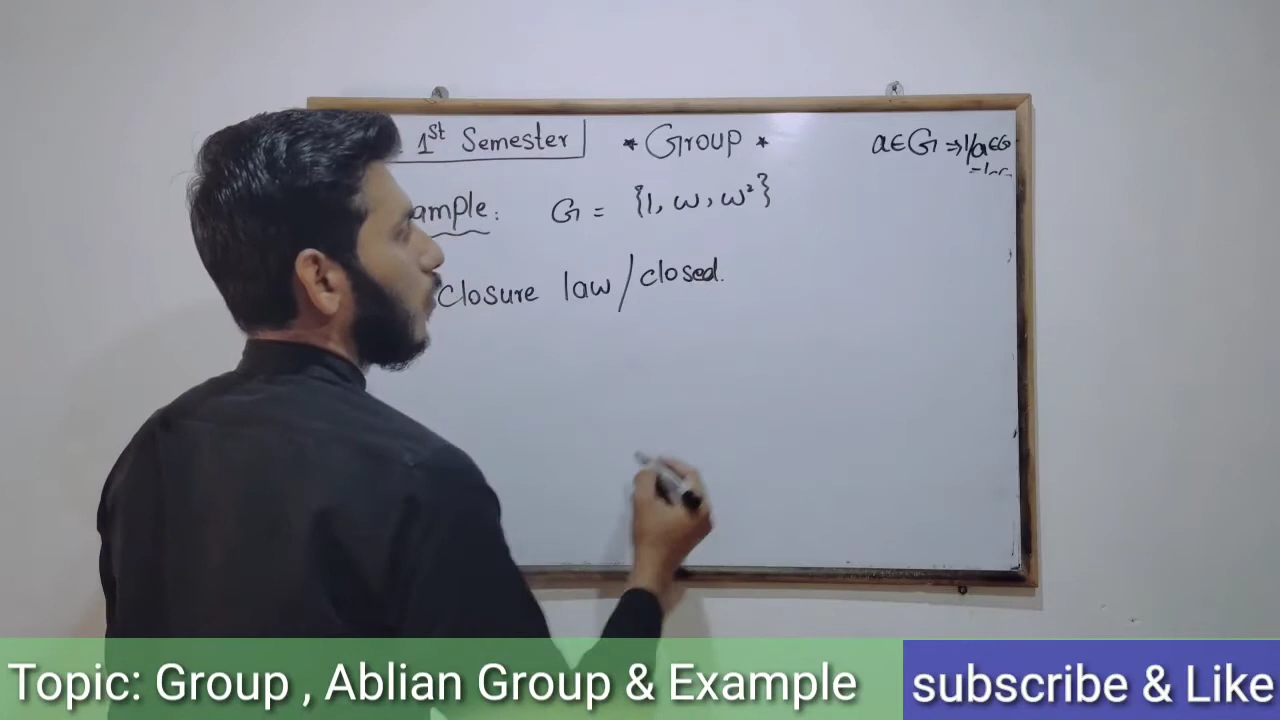 1st Semester * Group * a∈G ⇒ 1/a∈G
ample: G = {1, ω, ω²}
Closure law / closed.
Topic: Group , Ablian Group & Example
subscribe & Like